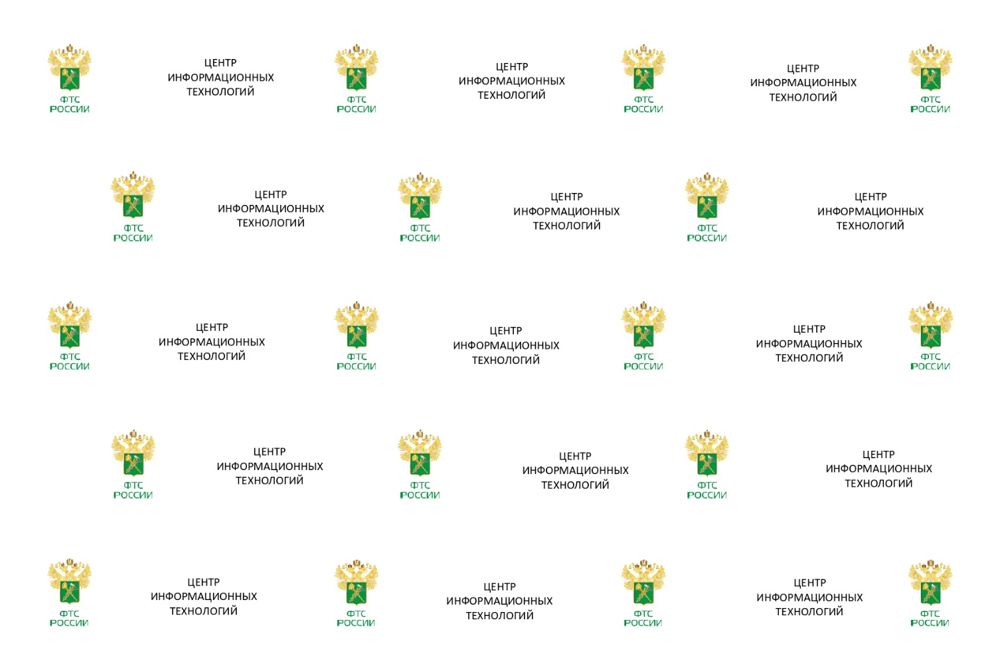 ЦЕНТР
ИНФОРМАЦИОННЫХ
ТЕХНОЛОГИЙ
ЦЕНТР
ИНФОРМАЦИОННЫХ
ТЕХНОЛОГИЙ
ЦЕНТР
ИНФОРМАЦИОННЫХ
ТЕХНОЛОГИЙ
ФТС
РОССИИ
ФТС
РОССИИ
ФТС
РОССИИ
ФТС
РОССИИ
ЦЕНТР
ИНФОРМАЦИОННЫХ
ТЕХНОЛОГИЙ
ЦЕНТР
ИНФОРМАЦИОННЫХ
ТЕХНОЛОГИЙ
ЦЕНТР
ИНФОРМАЦИОННЫХ
ТЕХНОЛОГИЙ
ФТС
РОССИИ
ФТС
РОССИИ
ФТС
РОССИИ
ЦЕНТР
ИНФОРМАЦИОННЫХ
ТЕХНОЛОГИЙ
ЦЕНТР
ИНФОРМАЦИОННЫХ
ТЕХНОЛОГИЙ
ЦЕНТР
ИНФОРМАЦИОННЫХ
ТЕХНОЛОГИЙ
ФТС
РОССИИ
ФТС
РОССИИ
ФТС
РОССИИ
ФТС
РОССИИ
ЦЕНТР
ИНФОРМАЦИОННЫХ
ТЕХНОЛОГИЙ
ЦЕНТР
ИНФОРМАЦИОННЫХ
ТЕХНОЛОГИЙ
ЦЕНТР
ИНФОРМАЦИОННЫХ
ТЕХНОЛОГИЙ
ФТС
РОССИИ
ФТС
РОССИИ
ФТС
РОССИИ
ЦЕНТР
ИНФОРМАЦИОННЫХ
ТЕХНОЛОГИЙ
ЦЕНТР
ИНФОРМАЦИОННЫХ
ТЕХНОЛОГИЙ
ЦЕНТР
ИНФОРМАЦИОННЫХ
ТЕХНОЛОГИЙ
ФТС
РОССИИ
ФТС
РОССИИ
ФТС
РОССИИ
ФТС
РОССИИ